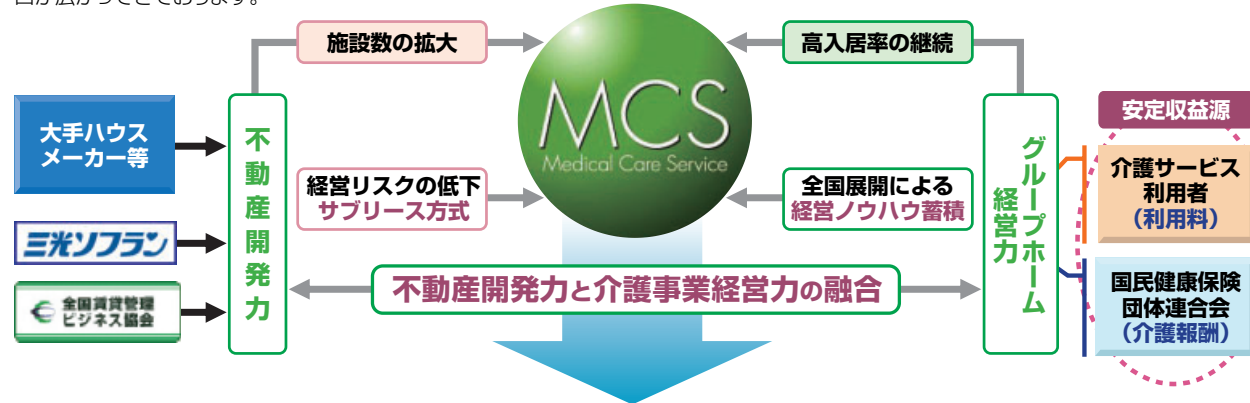 施設数の拡大
高入居率の継続
MCS
Medical Care Service
大手ハウス
メーカー等
三光ソフラン
全国賃貸管理
ビジネス協会
不動産開発力
経営リスクの低下
サブリース方式
全国展開による
経営ノウハウ蓄積
不動産開発力と介護事業経営力の融合
グループホーム
経営力
安定収益源
介護サービス
利用者
（利用料）
国民健康保険
団体連合会
（介護報酬）